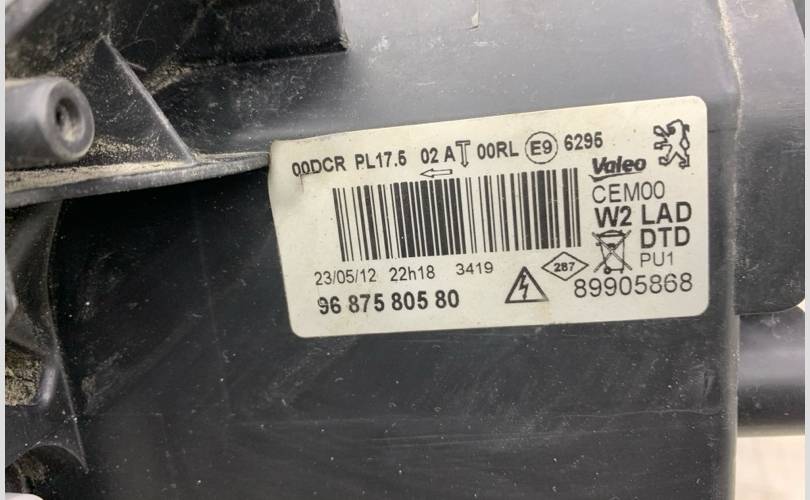 00DCR PL17.5 02 A 00RL E9 6295
Valeo
CEM00
W2 LAD
DTD
PU1
23/05/12 22h18 3419
287
89905868
96 875 805 80